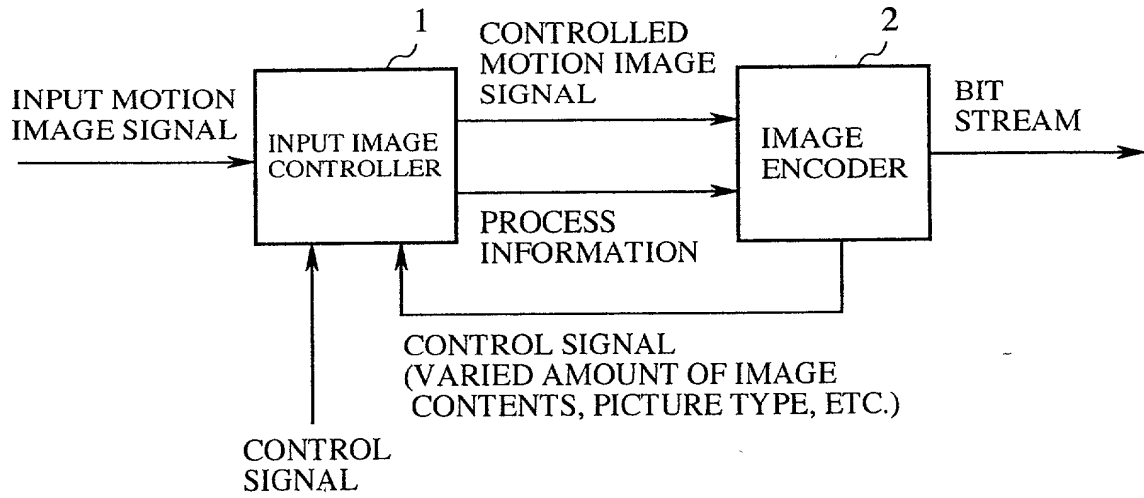 1
CONTROLLED
MOTION IMAGE
SIGNAL
2
INPUT MOTION
IMAGE SIGNAL
INPUT IMAGE
CONTROLLER
IMAGE
ENCODER
BIT
STREAM
PROCESS
INFORMATION
CONTROL SIGNAL
(VARIED AMOUNT OF IMAGE
CONTENTS, PICTURE TYPE, ETC.)
CONTROL
SIGNAL